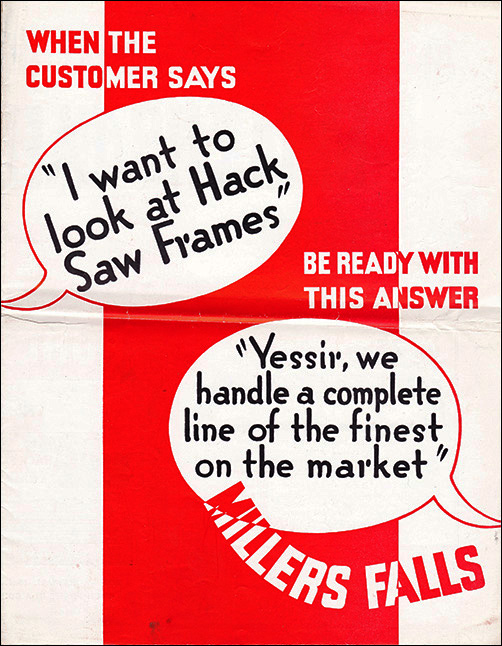 WHEN THE
CUSTOMER SAYS
"I want to
look at Hack
Saw Frames"
BE READY WITH
THIS ANSWER
"Yessir, we
handle a complete
line of the finest
on the market"
MILLERS FALLS